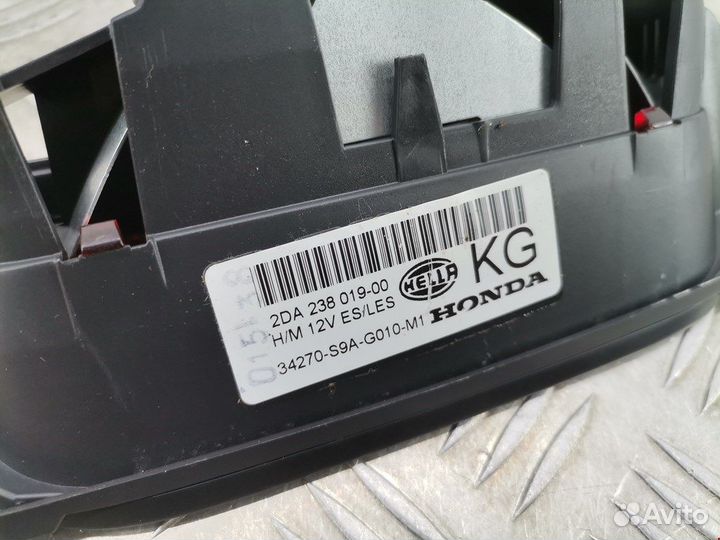 KG
2DA 238 019-00
HELLA
H/M 12V ES/LES
HONDA
34270-S9A-G010-M1
Avito